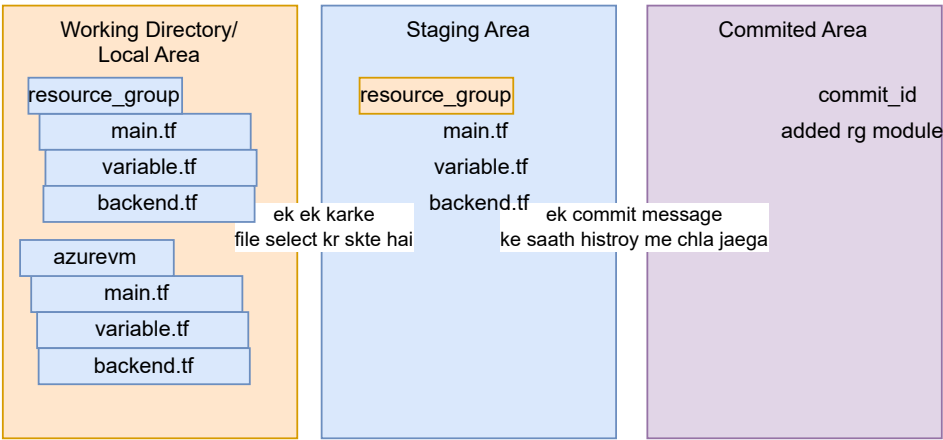 Working Directory/
Local Area
resource_group
main.tf
variable.tf
backend.tf
azurevm
main.tf
variable.tf
backend.tf
ek ek karke
file select kr skte hai
Staging Area
resource_group
main.tf
variable.tf
backend.tf
ek commit message
ke saath histroy me chla jaega
Commited Area
commit_id
added rg module